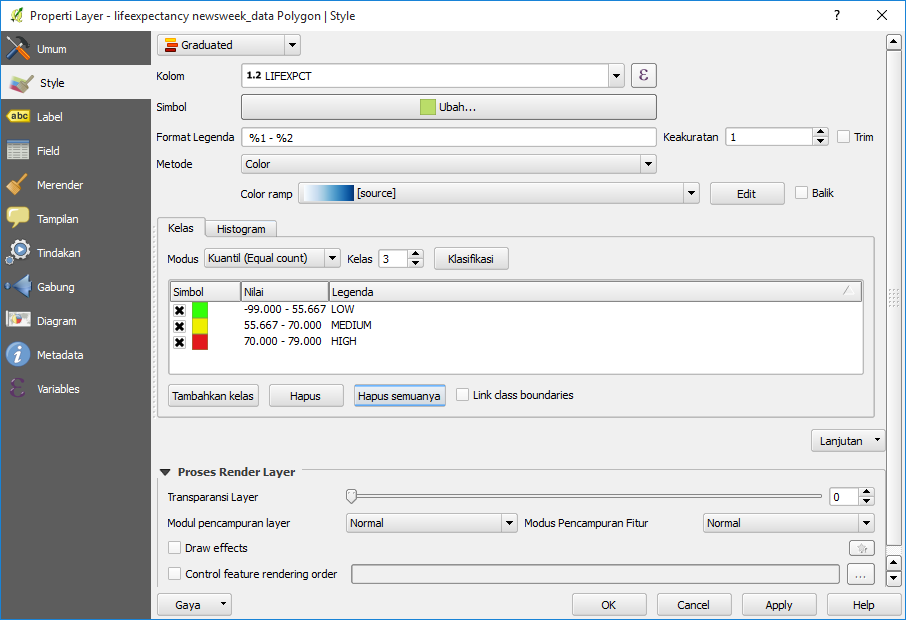 Properti Layer - lifeexpectancy newsweek_data Polygon | Style
Umum
Style
abc Label
Field
Merender
Tampilan
Tindakan
Gabung
Diagram
Metadata
Variables
Graduated
Kolom 1.2 LIFEXPCT ε
Simbol Ubah...
Format Legenda %1 - %2 Keakuratan 1 Trim
Metode Color
Color ramp [source] Edit Balik
Kelas Histogram
Modus Kuantil (Equal count) Kelas 3 Klasifikasi
Simbol Nilai Legenda
-99.000 - 55.667 LOW
55.667 - 70.000 MEDIUM
70.000 - 79.000 HIGH
Tambahkan kelas Hapus Hapus semuanya Link class boundaries
Lanjutan
Proses Render Layer
Transparansi Layer 0
Modul pencampuran layer Normal Modus Pencampuran Fitur Normal
Draw effects
Control feature rendering order ...
Gaya OK Cancel Apply Help